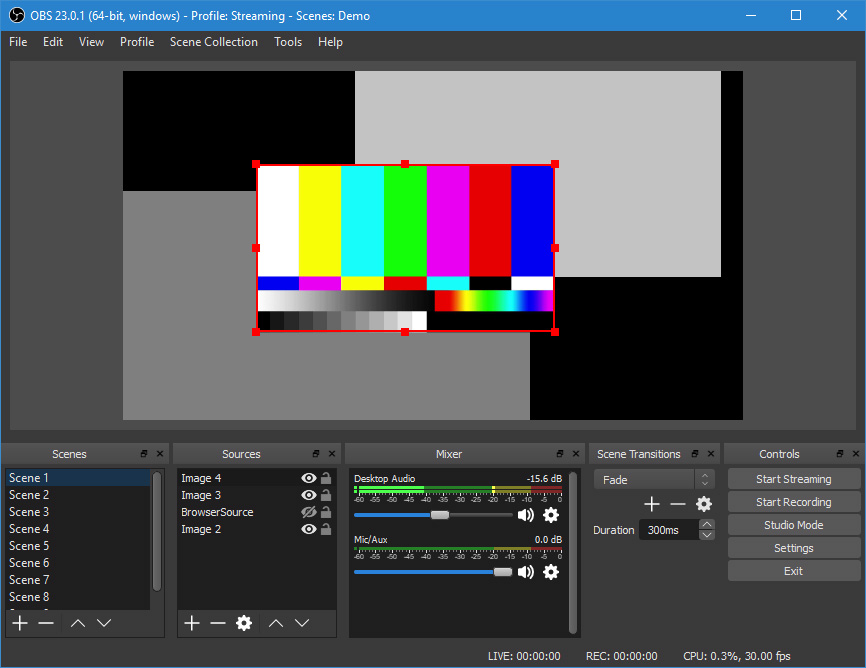 OBS 23.0.1 (64-bit, windows) - Profile: Streaming - Scenes: Demo
File Edit View Profile Scene Collection Tools Help
Scenes
Scene 1
Scene 2
Scene 3
Scene 4
Scene 5
Scene 6
Scene 7
Scene 8
Sources
Image 4
Image 3
BrowserSource
Image 2
Mixer
Desktop Audio -15.6 dB
-60 -55 -50 -45 -40 -35 -30 -25 -20 -15 -10 -5 0
Mic/Aux 0.0 dB
-60 -55 -50 -45 -40 -35 -30 -25 -20 -15 -10 -5 0
Scene Transitions
Fade
Duration 300ms
Controls
Start Streaming
Start Recording
Studio Mode
Settings
Exit
LIVE: 00:00:00 REC: 00:00:00 CPU: 0.3%, 30.00 fps